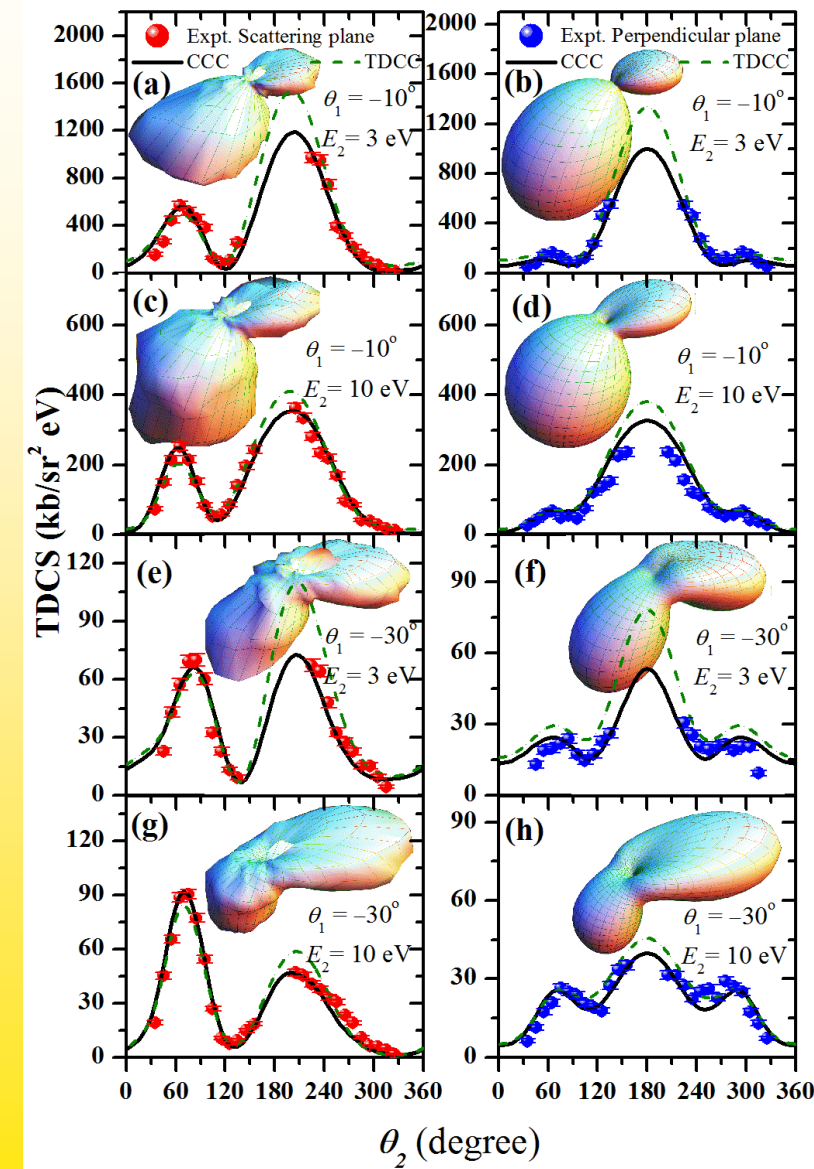 2000
1600
1200
800
400
0
Expt. Scattering plane
CCC
TDCC
(a)
θ1 = –10°
E2 = 3 eV
2000
1600
1200
800
400
0
Expt. Perpendicular plane
CCC
TDCC
(b)
θ1 = –10°
E2 = 3 eV
600
400
200
0
(c)
θ1 = –10°
E2 = 10 eV
600
400
200
0
(d)
θ1 = –10°
E2 = 10 eV
TDCS (kb/sr² eV)
120
90
60
30
0
(e)
θ1 = –30°
E2 = 3 eV
90
60
30
0
(f)
θ1 = –30°
E2 = 3 eV
120
90
60
30
0
(g)
θ1 = –30°
E2 = 10 eV
90
60
30
0
(h)
θ1 = –30°
E2 = 10 eV
0 60 120 180 240 300 360
0 60 120 180 240 300 360
θ2 (degree)